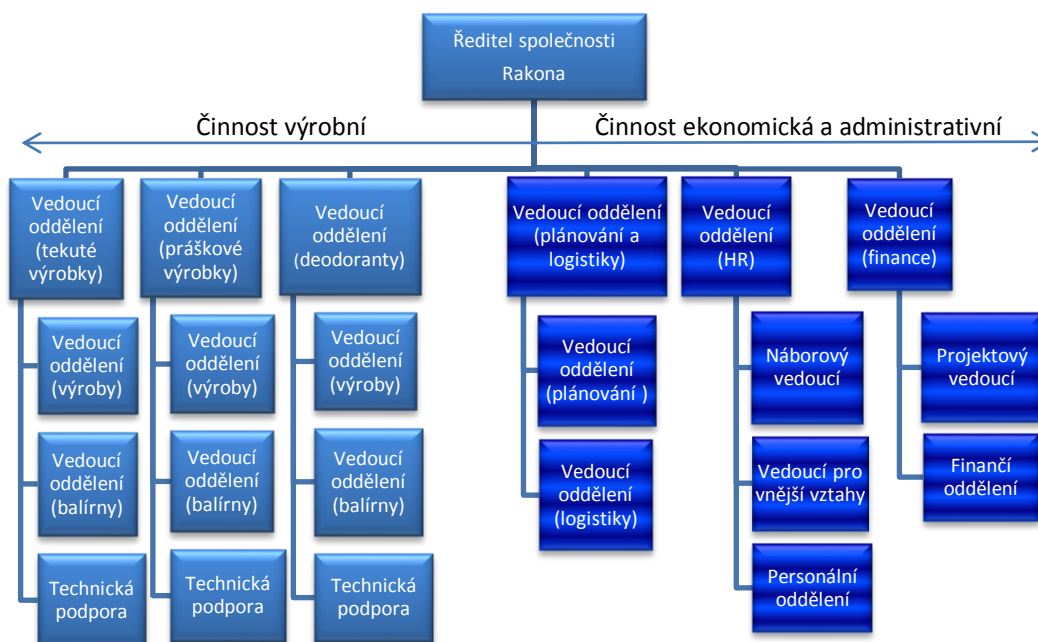 Ředitel společnosti
Rakona
Činnost výrobní
Činnost ekonomická a administrativní
Vedoucí
oddělení
(tekuté
výrobky)
Vedoucí
oddělení
(práškové
výrobky)
Vedoucí
oddělení
(deodoranty)
Vedoucí oddělení
(plánování a
logistiky)
Vedoucí
oddělení
(HR)
Vedoucí
oddělení
(finance)
Vedoucí
oddělení
(výroby)
Vedoucí
oddělení
(výroby)
Vedoucí
oddělení
(výroby)
Vedoucí
oddělení
(plánování )
Náborový
vedoucí
Projektový
vedoucí
Vedoucí
oddělení
(balírny)
Vedoucí
oddělení
(balírny)
Vedoucí
oddělení
(balírny)
Vedoucí
oddělení
(logistiky)
Vedoucí pro
vnější vztahy
Finančí
oddělení
Technická
podpora
Technická
podpora
Technická
podpora
Personální
oddělení